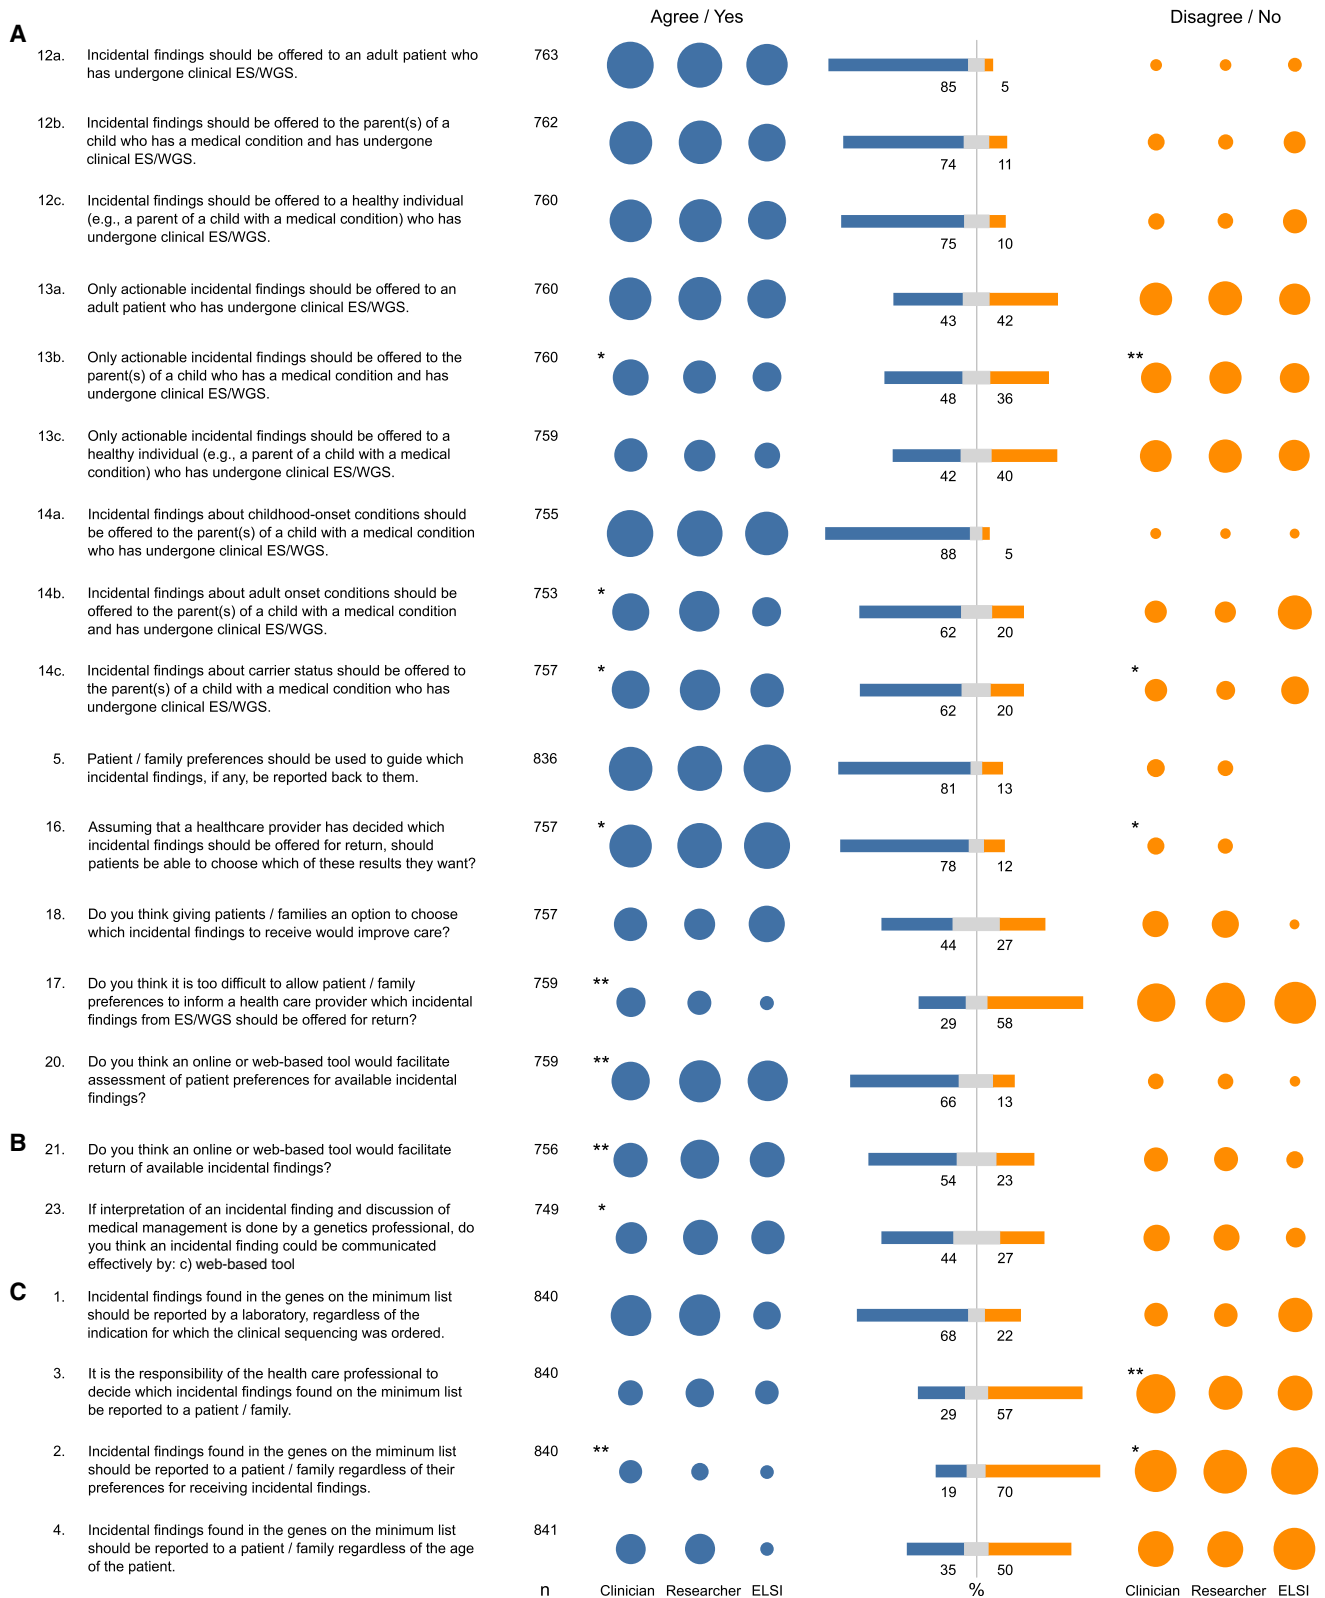 Agree / Yes
Disagree / No
A
12a. Incidental findings should be offered to an adult patient who 763
has undergone clinical ES/WGS.
85 5
12b. Incidental findings should be offered to the parent(s) of a 762
child who has a medical condition and has undergone
clinical ES/WGS.
74 11
12c. Incidental findings should be offered to a healthy individual 760
(e.g., a parent of a child with a medical condition) who has
undergone clinical ES/WGS.
75 10
13a. Only actionable incidental findings should be offered to an 760
adult patient who has undergone clinical ES/WGS.
43 42
13b. Only actionable incidental findings should be offered to the 760 * **
parent(s) of a child who has a medical condition and has
undergone clinical ES/WGS.
48 36
13c. Only actionable incidental findings should be offered to a 759
healthy individual (e.g., a parent of a child with a medical
condition) who has undergone clinical ES/WGS.
42 40
14a. Incidental findings about childhood-onset conditions should 755
be offered to the parent(s) of a child with a medical condition
who has undergone clinical ES/WGS.
88 5
14b. Incidental findings about adult onset conditions should be 753 *
offered to the parent(s) of a child with a medical condition
and has undergone clinical ES/WGS.
62 20
14c. Incidental findings about carrier status should be offered to 757 * *
the parent(s) of a child with a medical condition who has
undergone clinical ES/WGS.
62 20
5. Patient / family preferences should be used to guide which 836
incidental findings, if any, be reported back to them.
81 13
16. Assuming that a healthcare provider has decided which 757 * *
incidental findings should be offered for return, should
patients be able to choose which of these results they want?
78 12
18. Do you think giving patients / families an option to choose 757
which incidental findings to receive would improve care?
44 27
17. Do you think it is too difficult to allow patient / family 759 **
preferences to inform a health care provider which incidental
findings from ES/WGS should be offered for return?
29 58
20. Do you think an online or web-based tool would facilitate 759 **
assessment of patient preferences for available incidental
findings?
66 13
B
21. Do you think an online or web-based tool would facilitate 756 **
return of available incidental findings?
54 23
23. If interpretation of an incidental finding and discussion of 749 *
medical management is done by a genetics professional, do
you think an incidental finding could be communicated
effectively by: c) web-based tool
44 27
C
1. Incidental findings found in the genes on the minimum list 840
should be reported by a laboratory, regardless of the
indication for which the clinical sequencing was ordered.
68 22
3. It is the responsibility of the health care professional to 840 **
decide which incidental findings found on the minimum list
be reported to a patient / family.
29 57
2. Incidental findings found in the genes on the miminum list 840 ** *
should be reported to a patient / family regardless of their
preferences for receiving incidental findings.
19 70
4. Incidental findings found in the genes on the minimum list 841
should be reported to a patient / family regardless of the age
of the patient.
35 50
n Clinician Researcher ELSI % Clinician Researcher ELSI